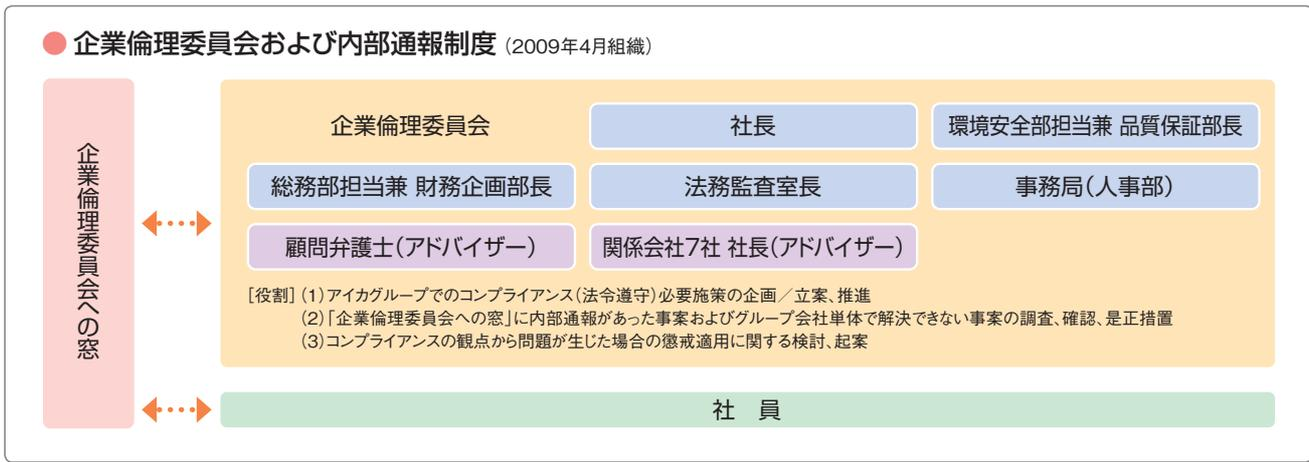 企業倫理委員会および内部通報制度（2009年4月組織）
企業倫理委員会への窓
企業倫理委員会
社長
環境安全部担当兼 品質保証部長
総務部担当兼 財務企画部長
法務監査室長
事務局（人事部）
顧問弁護士（アドバイザー）
関係会社7社 社長（アドバイザー）
［役割］（1）アイカグループでのコンプライアンス（法令遵守）必要施策の企画／立案、推進
（2）「企業倫理委員会への窓」に内部通報があった事案およびグループ会社単体で解決できない事案の調査、確認、是正措置
（3）コンプライアンスの観点から問題が生じた場合の懲戒適用に関する検討、起案
社　員